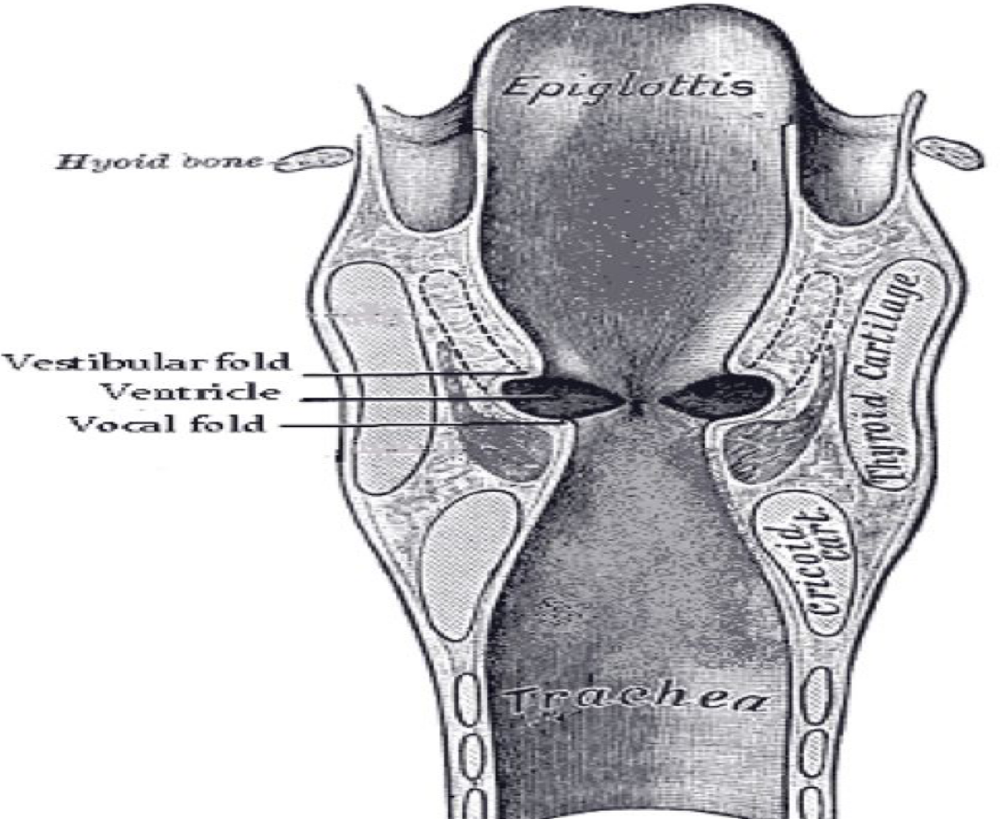 Epiglottis
Hyoid bone
Thyroid Cartilage
Vestibular fold
Ventricle
Vocal fold
Cricoid
cart.
Trachea